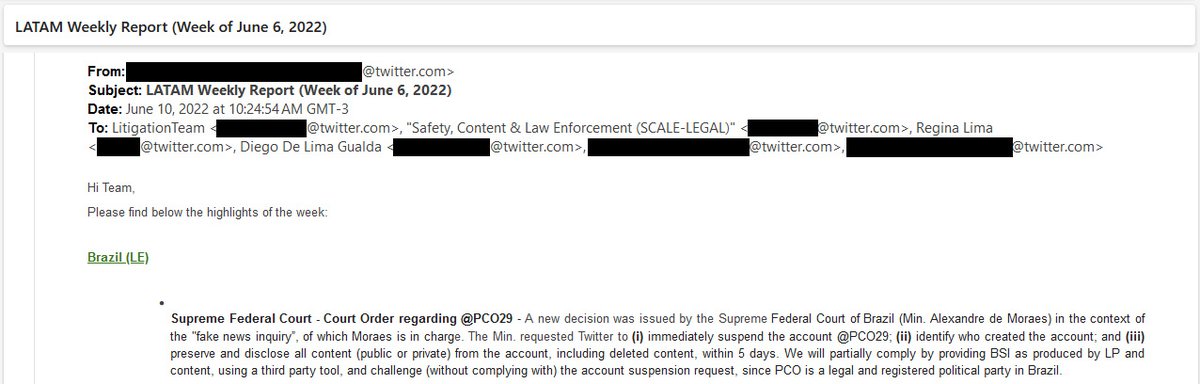 LATAM Weekly Report (Week of June 6, 2022)
From: @twitter.com>
Subject: LATAM Weekly Report (Week of June 6, 2022)
Date: June 10, 2022 at 10:24:54 AM GMT-3
To: LitigationTeam < @twitter.com>, "Safety, Content & Law Enforcement (SCALE-LEGAL)" < @twitter.com>, Regina Lima
< @twitter.com>, Diego De Lima Gualda < @twitter.com>, @twitter.com>, @twitter.com>
Hi Team,
Please find below the highlights of the week:
Brazil (LE)
• Supreme Federal Court - Court Order regarding @PCO29 - A new decision was issued by the Supreme Federal Court of Brazil (Min. Alexandre de Moraes) in the context of
the "fake news inquiry", of which Moraes is in charge. The Min. requested Twitter to (i) immediately suspend the account @PCO29; (ii) identify who created the account; and (iii)
preserve and disclose all content (public or private) from the account, including deleted content, within 5 days. We will partially comply by providing BSI as produced by LP and
content, using a third party tool, and challenge (without complying with) the account suspension request, since PCO is a legal and registered political party in Brazil.